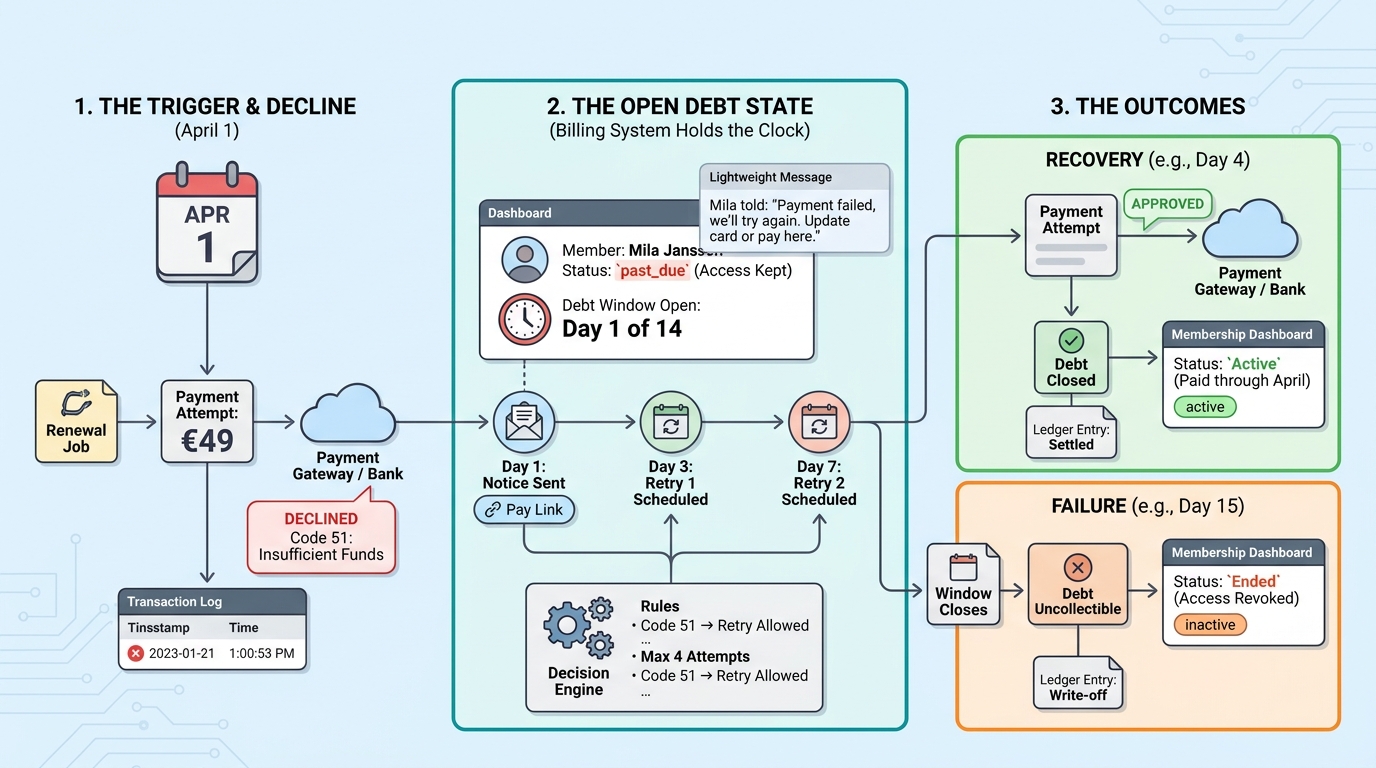 1. THE TRIGGER & DECLINE
(April 1)
APR
1
Renewal
Job
Payment
Attempt:
€49
Payment
Gateway / Bank
DECLINED
Code 51:
Insufficient Funds
Transaction Log
Tinsstamp Time
2023-01-21 1:00:53 PM
2. THE OPEN DEBT STATE
(Billing System Holds the Clock)
Lightweight Message
Mila told: “Payment failed,
we’ll try again. Update
card or pay here.”
Dashboard
Member: Mila Janssen
Status: `past_due` (Access Kept)
Debt Window Open:
Day 1 of 14
Day 1:
Notice Sent
Pay Link
Day 3:
Retry 1
Scheduled
Day 7:
Retry 2
Scheduled
Decision
Engine
Rules
• Code 51 → Retry Allowed
...
• Max 4 Attempts
• Code 51 → Retry Allowed
...
3. THE OUTCOMES
RECOVERY (e.g., Day 4)
Payment
Attempt
APPROVED
Payment
Gateway / Bank
Debt
Closed
Ledger Entry:
Settled
Membership Dashboard
Status: `Active`
(Paid through April)
active
FAILURE (e.g., Day 15)
Window
Closes
Debt
Uncollectible
Ledger Entry:
Write-off
Membership Dashboard
Status: `Ended`
(Access Revoked)
inactive